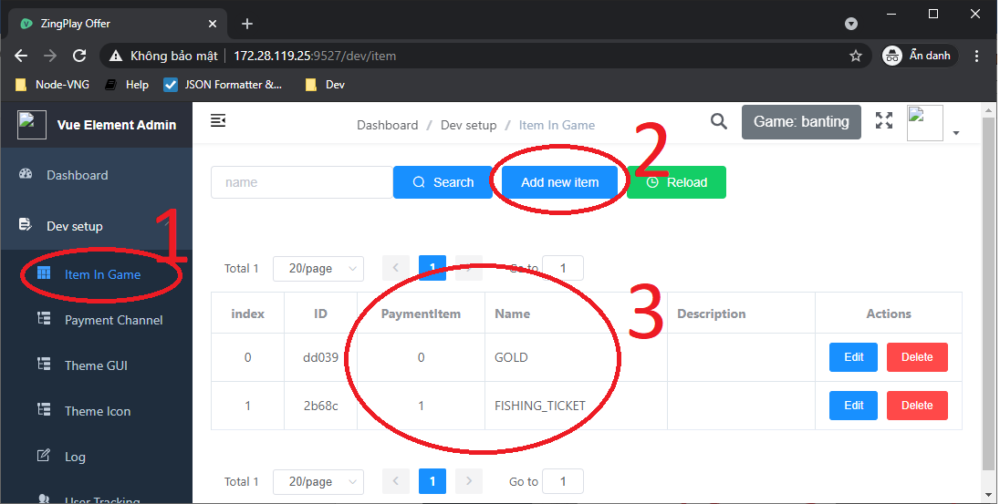 ZingPlay Offer
Không bảo mật 172.28.119.25:9527/dev/item Ẩn danh
Node-VNG Help JSON Formatter &... Dev
Vue Element Admin Dashboard / Dev setup / Item In Game Game: banting
2
Dashboard name Search Add new item Reload
Dev setup
1
Item In Game Total 1 20/page 1 Go to 1
3
index ID PaymentItem Name Description Actions
Payment Channel
0 dd039 0 GOLD Edit Delete
Theme GUI
1 2b68c 1 FISHING_TICKET Edit Delete
Theme Icon
Log
Total 1 20/page 1 Go to 1
User Tracking